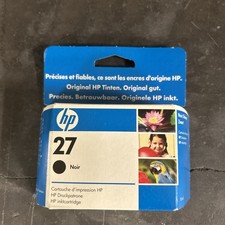 hp
Précises et fiables, ce sont les encres d'origine HP.
Original HP Tinten. Original gut.
Precies. Betrouwbaar. Originele HP inkt.
hp
27
Noir
Cartouche d'impression HP
HP Druckpatrone
HP inktcartridge